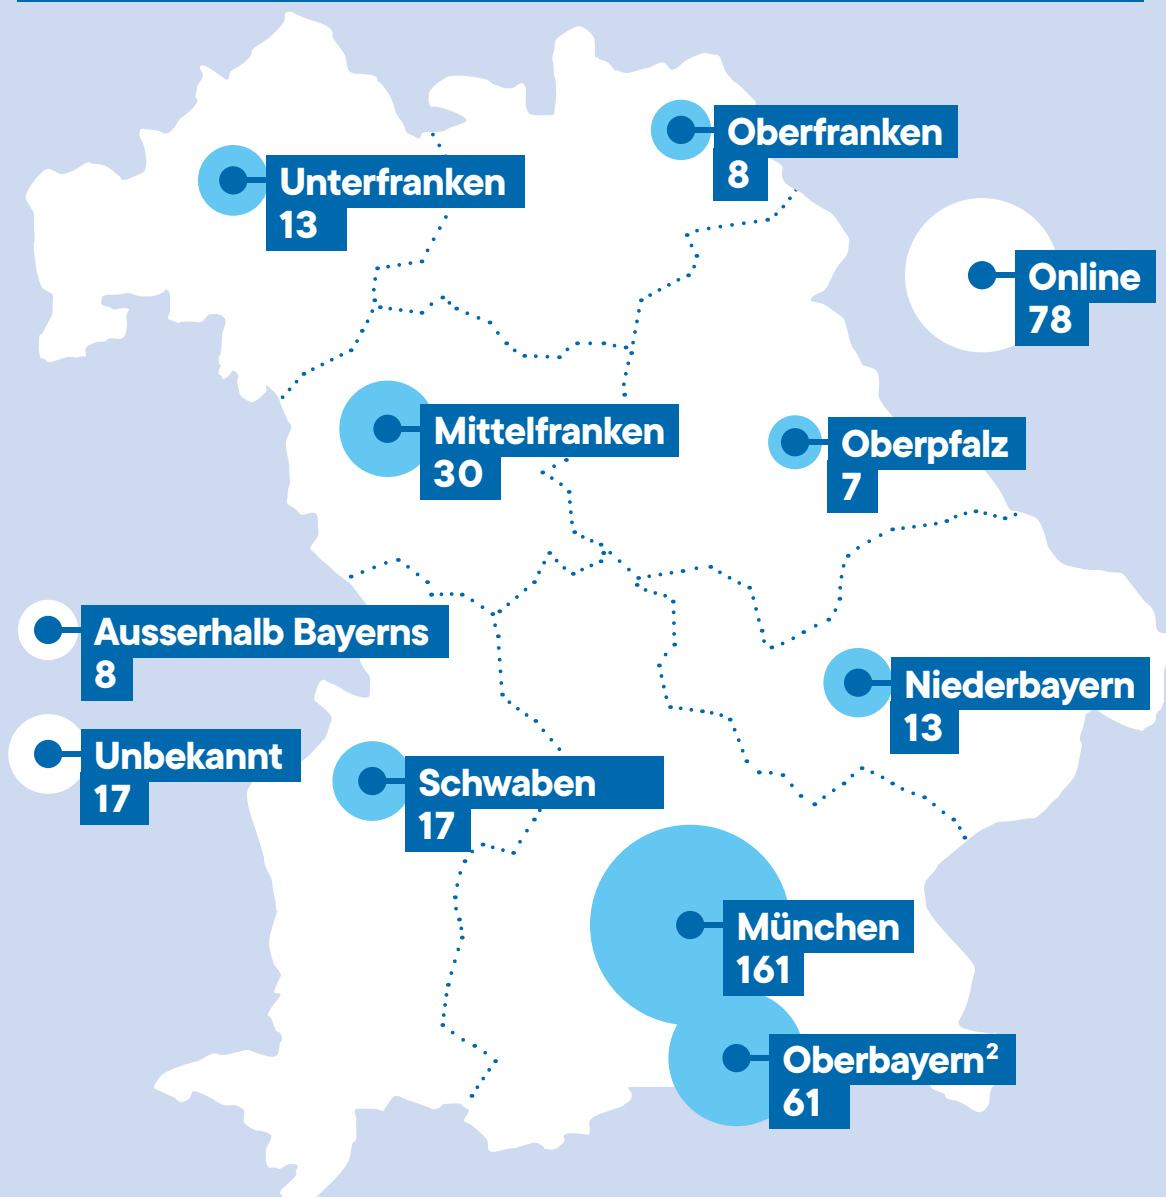 Oberfranken
8
Unterfranken
13
Online
78
Mittelfranken
30
Oberpfalz
7
Ausserhalb Bayerns
8
Niederbayern
13
Unbekannt
17
Schwaben
17
München
161
Oberbayern²
61